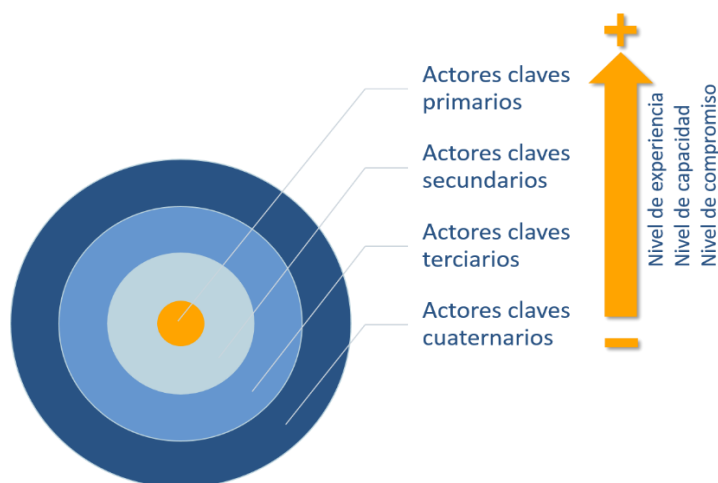 +
Actores claves
primarios
Actores claves
secundarios
Actores claves
terciarios
Actores claves
cuaternarios
−
Nivel de experiencia
Nivel de capacidad
Nivel de compromiso